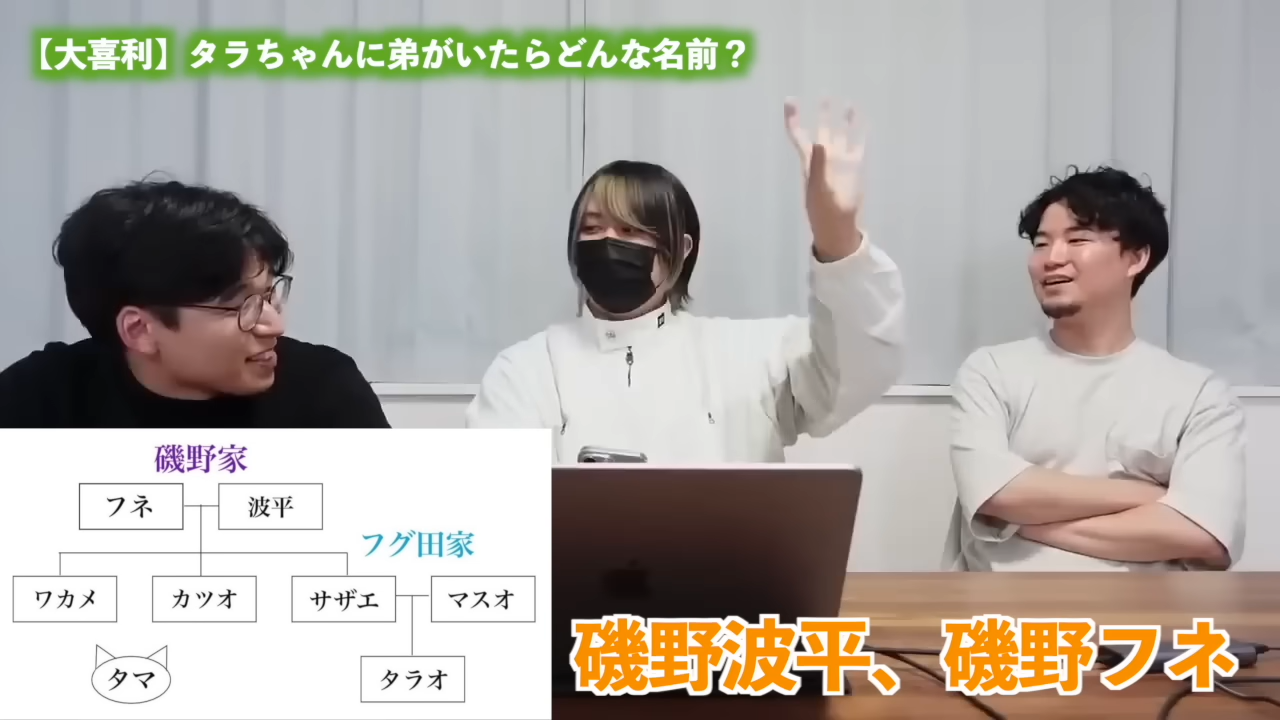 【大喜利】タラちゃんに弟がいたらどんな名前？
磯野家
フネ
波平
フグ田家
ワカメ
カツオ
サザエ
マスオ
タマ
タラオ
磯野波平、磯野フネ